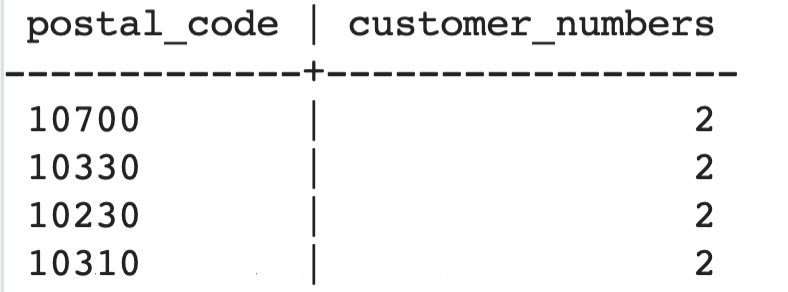 postal_code | customer_numbers
-------------+------------------
10700 | 2
10330 | 2
10230 | 2
10310 | 2